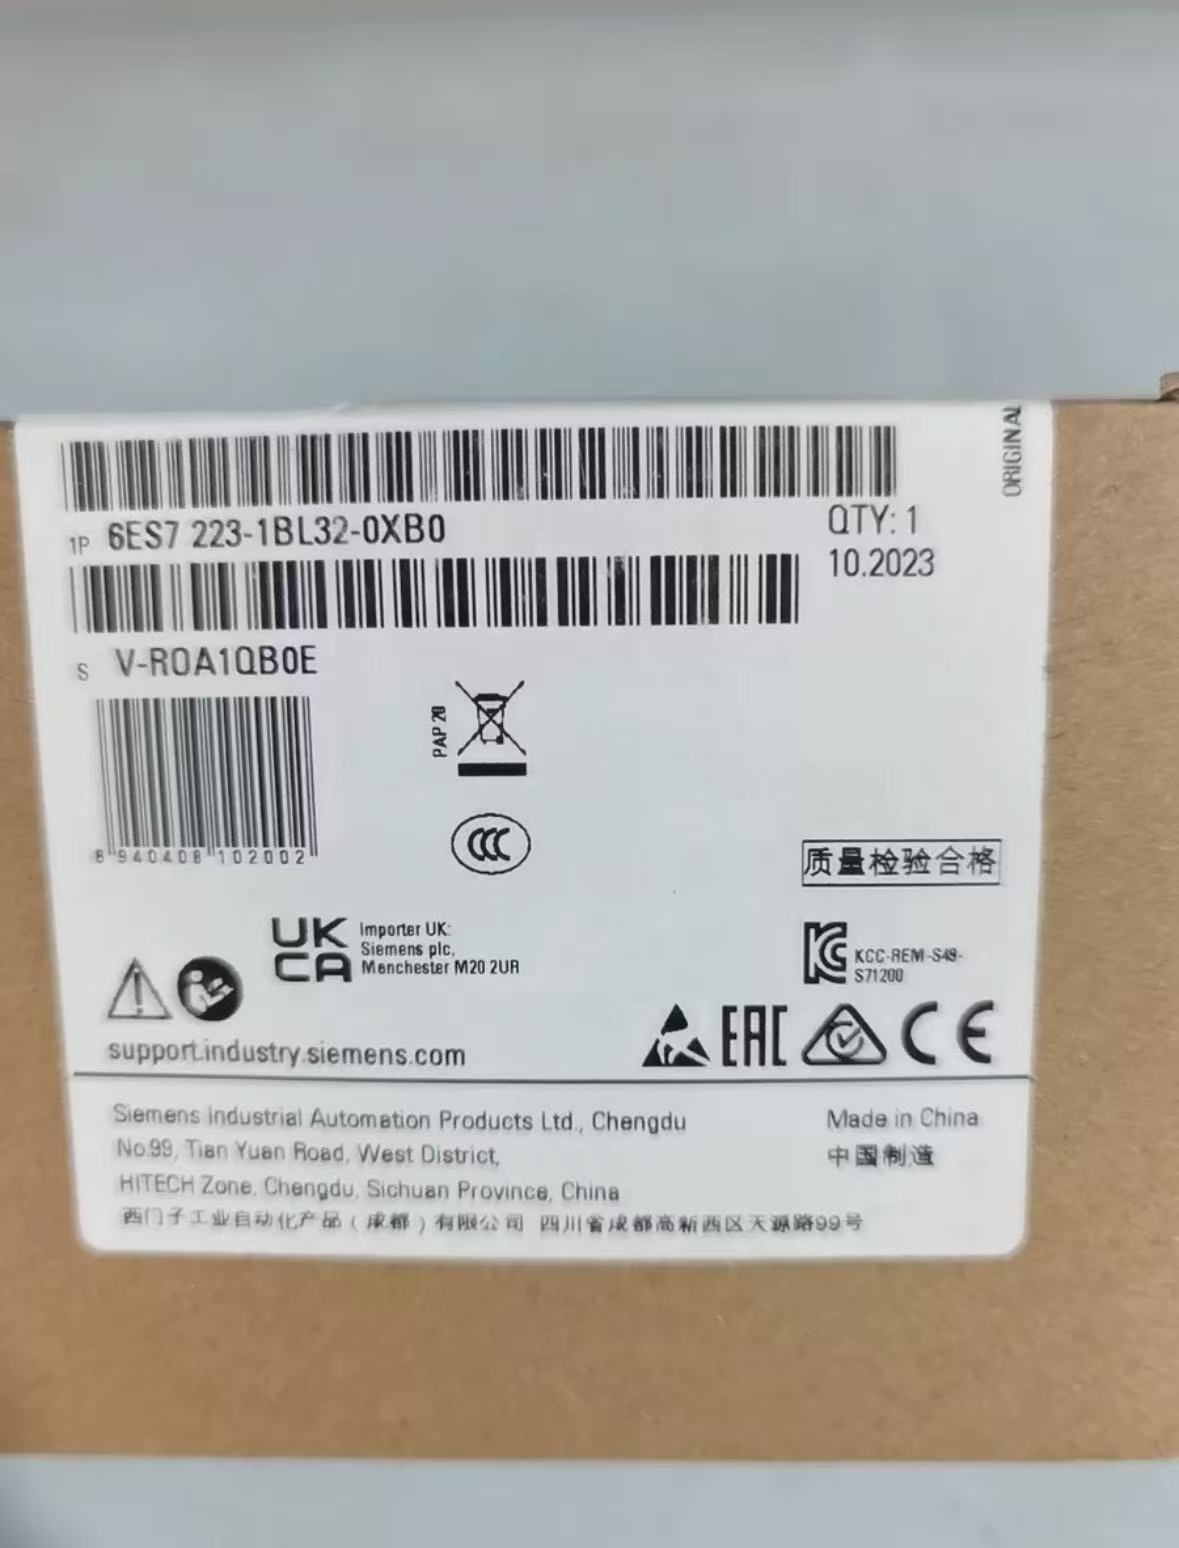 ORIGINAL
1P 6ES7 223-1BL32-0XB0
QTY: 1
10.2023
S V-R0A1QB0E
PAP 20
6 940408 102002
质量检验合格
UK
CA
Importer UK:
Siemens plc,
Manchester M20 2UR
KCC-REM-S49-
S71200
EAC
CE
support.industry.siemens.com
Siemens Industrial Automation Products Ltd., Chengdu
No.99, Tian Yuan Road, West District,
HITECH Zone, Chengdu, Sichuan Province, China
Made in China
中国制造
西门子工业自动化产品(成都)有限公司 四川省成都高新西区天源路99号